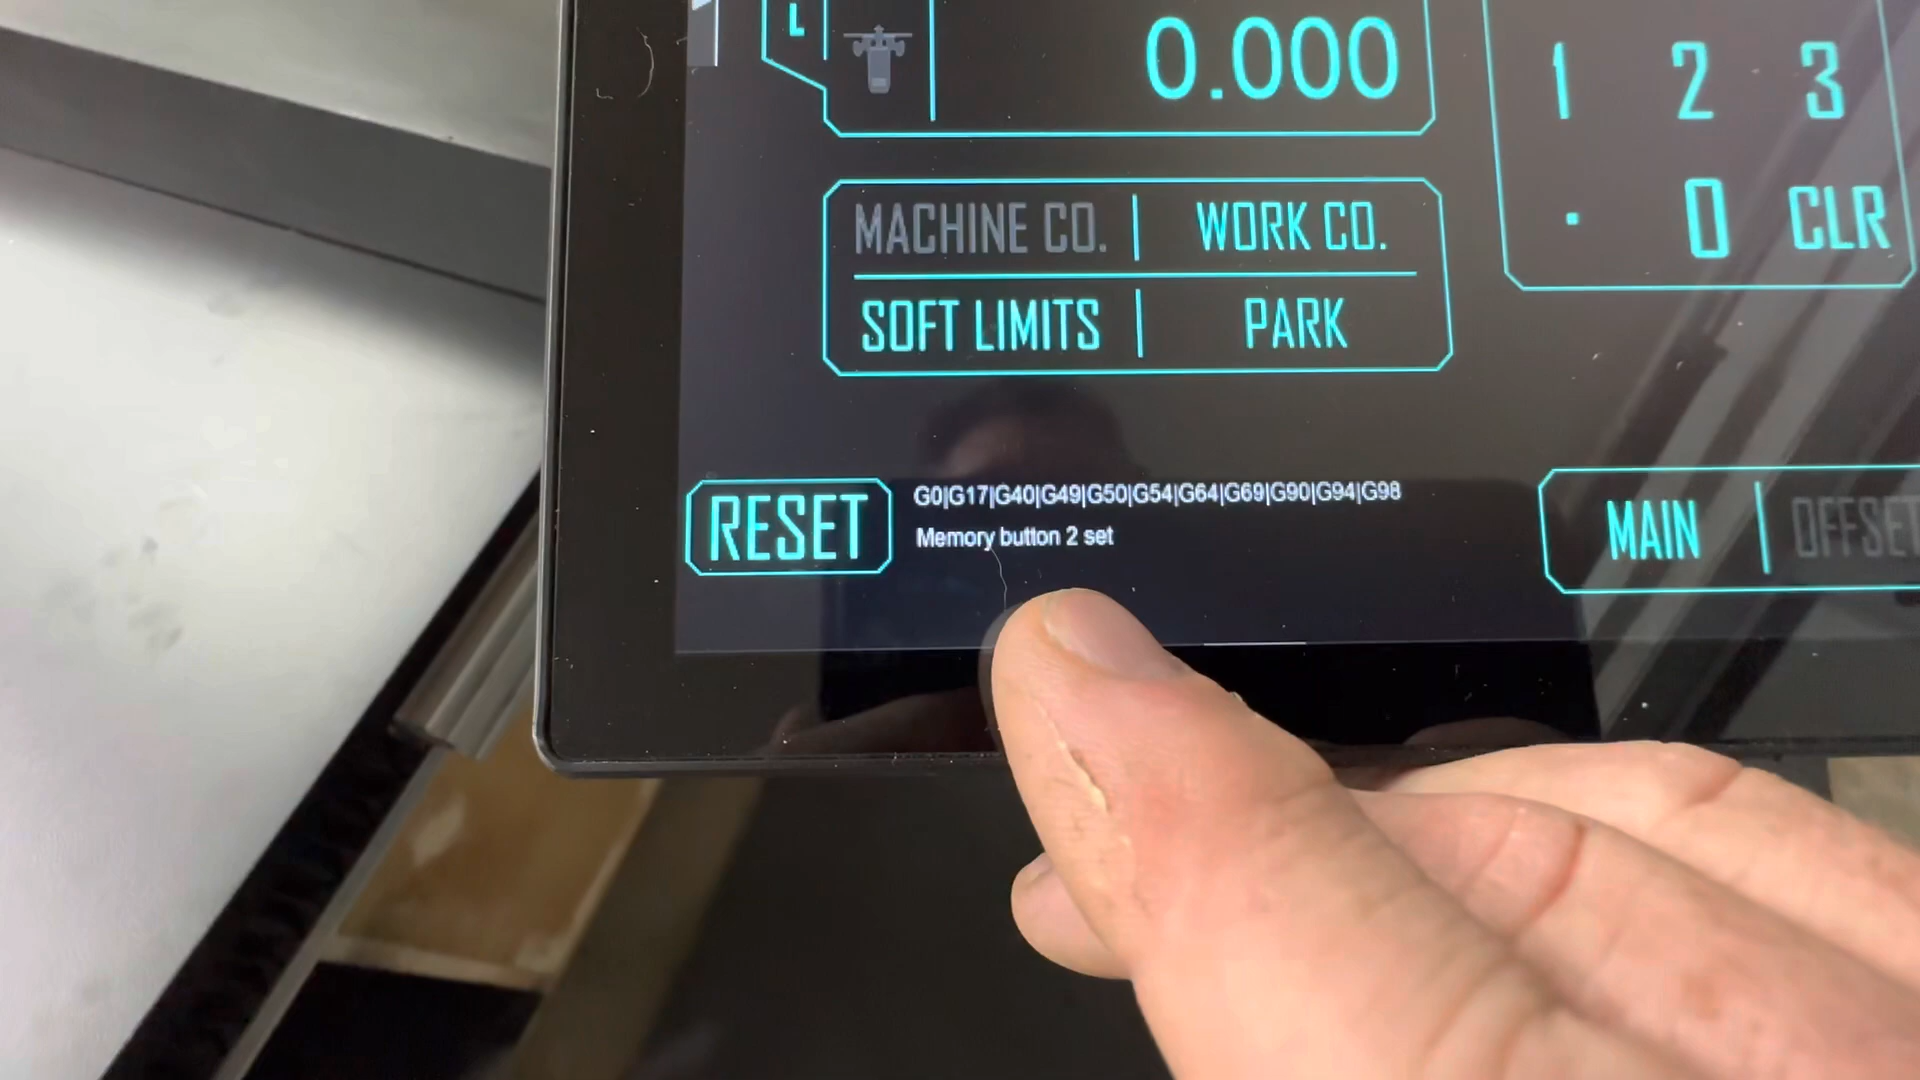 L
0.000
1 2 3
. 0 CLR
MACHINE CO. | WORK CO.
SOFT LIMITS | PARK
RESET
G0|G17|G40|G49|G50|G54|G64|G69|G90|G94|G98
Memory button 2 set
MAIN | OFFSET